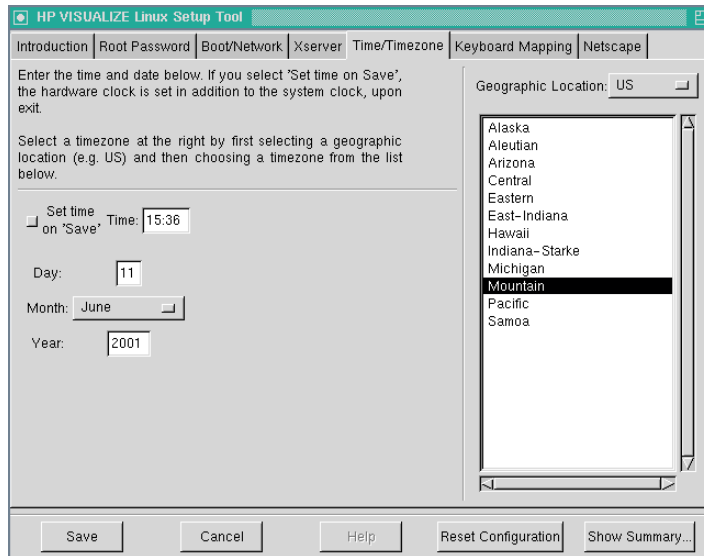 HP VISUALIZE Linux Setup Tool
Introduction Root Password Boot/Network Xserver Time/Timezone Keyboard Mapping Netscape
Enter the time and date below. If you select 'Set time on Save',
the hardware clock is set in addition to the system clock, upon
exit.
Select a timezone at the right by first selecting a geographic
location (e.g. US) and then choosing a timezone from the list
below.
Set time
on 'Save'
Time: 15:36
Day: 11
Month: June
Year: 2001
Geographic Location: US
Alaska
Aleutian
Arizona
Central
Eastern
East-Indiana
Hawaii
Indiana-Starke
Michigan
Mountain
Pacific
Samoa
Save Cancel Help Reset Configuration Show Summary...